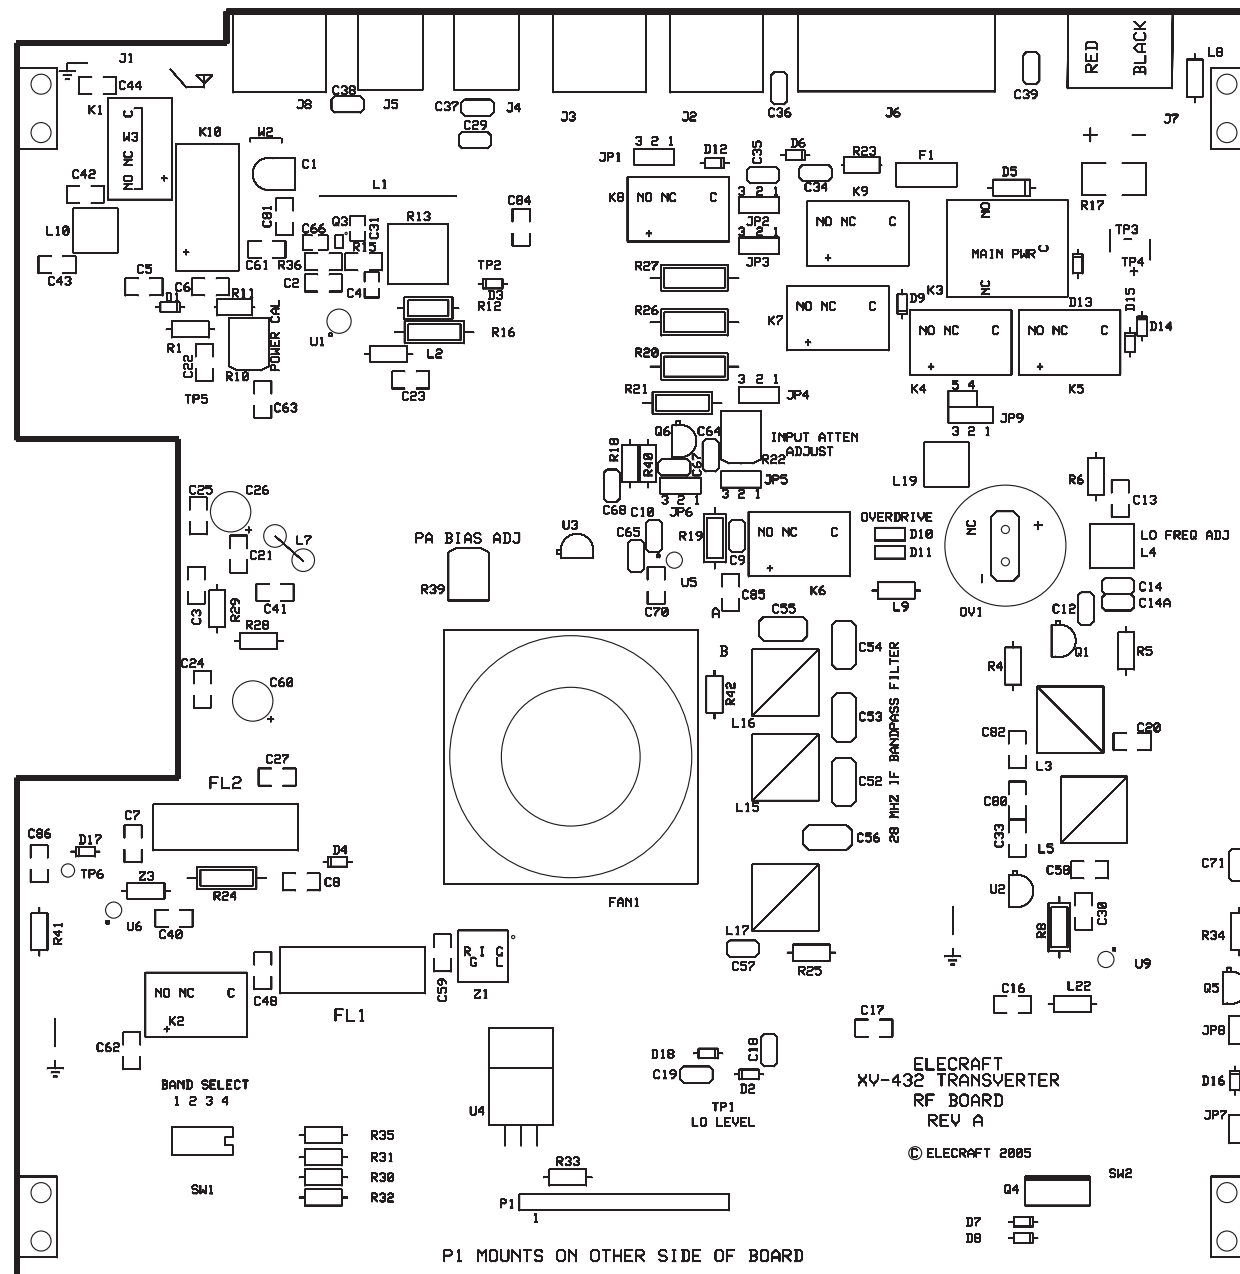 RED
BLACK
L8
J1
C44
C38
J8
J5
C37
C29
J4
J3
J2
C36
J6
C39
J7
K1
C
W3
NO NC
+
K10
W2
C1
C42
L10
C43
L1
C81
C66
Q3
C31
R13
C84
C61
R36
R15
C2
C4
TP2
D3
JP1
3 2 1
D12
C35
D6
C34
R23
F1
D5
+ -
R17
K8
NO NC C
+
3 2 1
JP2
3 2 1
JP3
K9
NO NC C
+
NO
MAIN PWR
C
NC
K3
TP3
-
TP4
+
C5
D1
C6
R11
R1
C22
R10
POWER CAL
TP5
C63
U1
R12
R16
L2
C23
R27
R26
R20
R21
K7
NO NC C
+
D9
D13
D15
D14
NO NC C
+
K4
NO NC C
+
K5
3 2 1
JP4
5 4
JP9
3 2 1
Q6
C64
INPUT ATTEN
ADJUST
R22
R18
R40
C67
JP5
3 2 1
3 2 1
JP6
C68
L19
R6
C13
C25
C26
+
C21
L7
C3
R29
C41
R28
C24
C60
+
PA BIAS ADJ
R39
U3
C10
C65
R19
C9
U5
C70
C85
A
B
NO NC C
+
K6
OVERDRIVE
D10
D11
L9
NC
+
-
OV1
LO FREQ ADJ
L4
C14
C14A
C12
Q1
R4
R5
C55
C54
L16
R42
C53
L15
C52
28 MHZ IF BANDPASS FILTER
C56
C82
L3
C20
C80
C33
L5
C58
U2
C30
R8
U9
C27
FL2
C7
C86
D17
TP6
Z3
R24
D4
C8
U6
C40
R41
FAN1
L17
C57
R25
C71
R34
Q5
JP8
D16
JP7
C48
C59
R I G
G L
Z1
FL1
NO NC C
K2
+
C62
C16
L22
C17
BAND SELECT
1 2 3 4
SW1
R35
R31
R30
R32
U4
D18
C18
C19
D2
TP1
LO LEVEL
ELECRAFT
XV-432 TRANSVERTER
RF BOARD
REV A
© ELECRAFT 2005
R33
P1
1
SW2
Q4
D7
D8
P1 MOUNTS ON OTHER SIDE OF BOARD